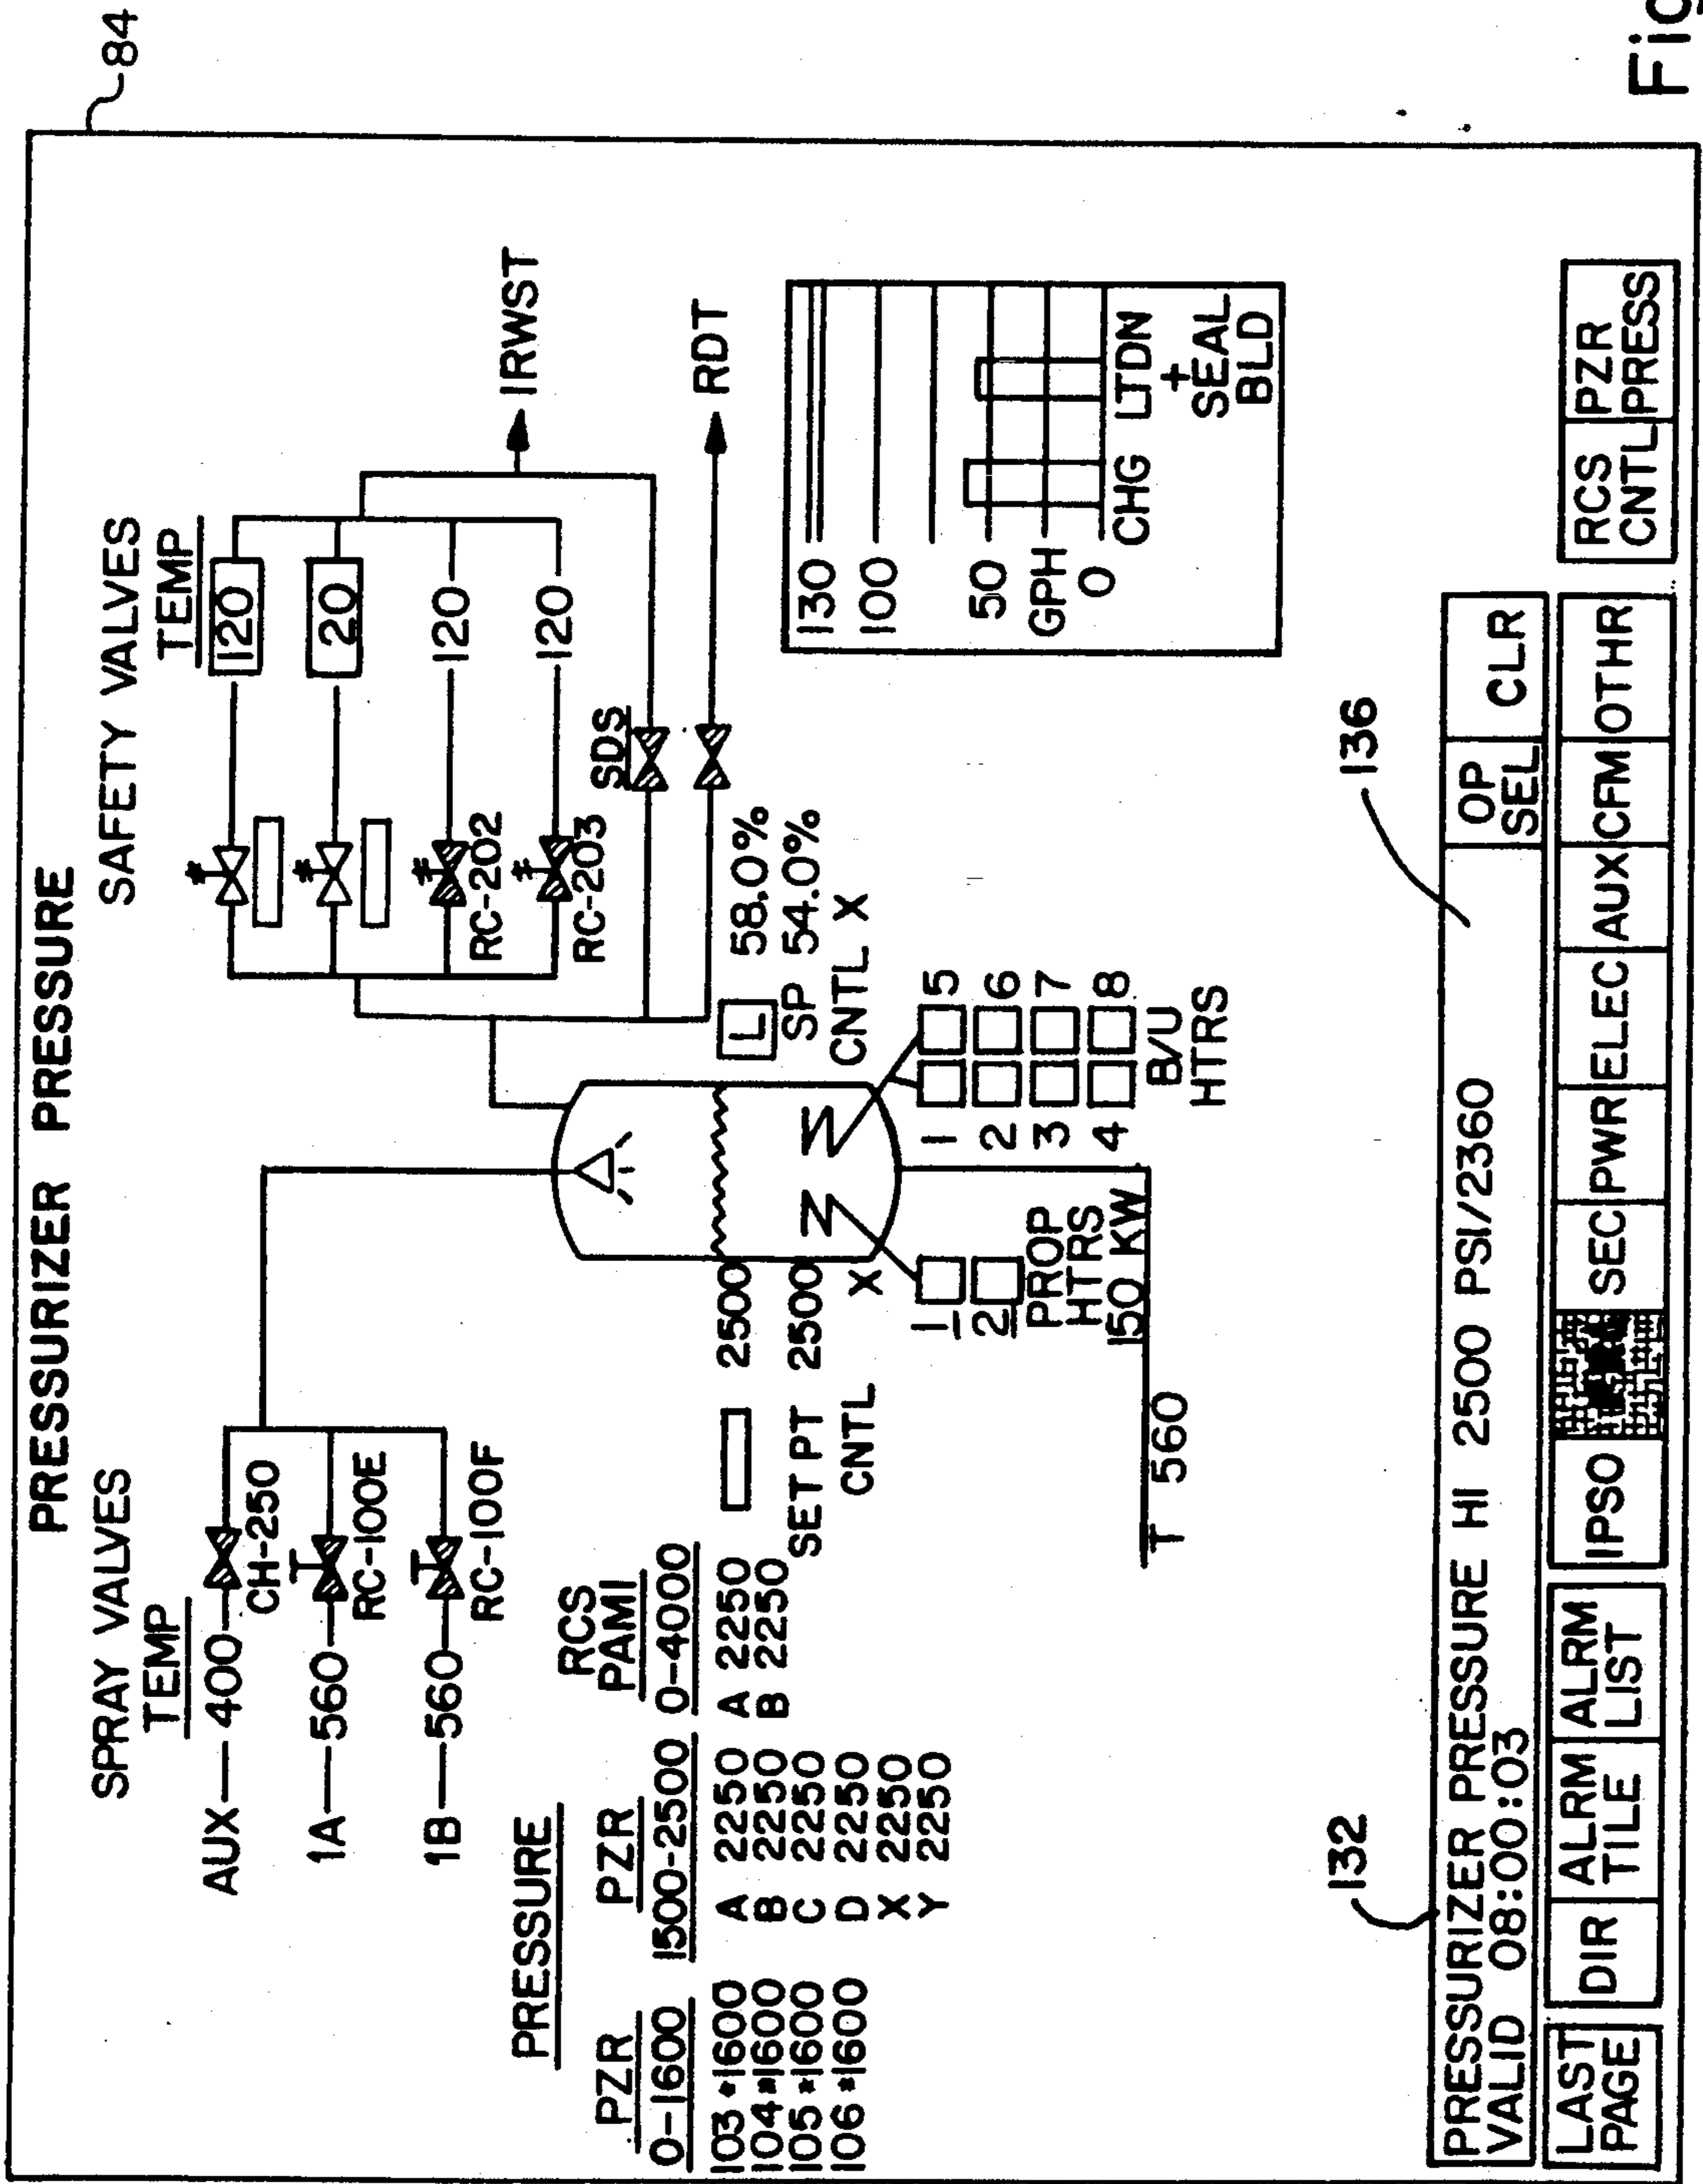 84
PRESSURIZER PRESSURE
SPRAY VALVES
TEMP
AUX 400
CH-250
1A 560
RC-100E
1B 560
RC-100F
SAFETY VALVES
TEMP
120
20
120
RC-202
120
RC-203
IRWST
SDS
RDT
PRESSURE
PZR
0-1600
103 *1600
104 *1600
105 *1600
106 *1600
PZR
1500-2500
A 2250
B 2250
C 2250
D 2250
X 2250
Y 2250
RCS
PAMI
0-4000
A 2250
B 2250
2500
SET PT 2500
CNTL X
L 58.0%
SP 54.0%
CNTL X
1
2
PROP
HTRS
150 KW
1 5
2 6
3 7
4 8
B/U
HTRS
T 560
130
100
50
GPH
0
CHG LTDN
+
SEAL
BLD
132
136
PRESSURIZER PRESSURE HI 2500 PSI/2360
VALID 08:00:03
OP
SEL
CLR
LAST
PAGE
DIR
ALRM
TILE
ALRM
LIST
IPSO
SEC
PWR
ELEC
AUX
CFM
OTHR
RCS
CNTL
PZR
PRESS